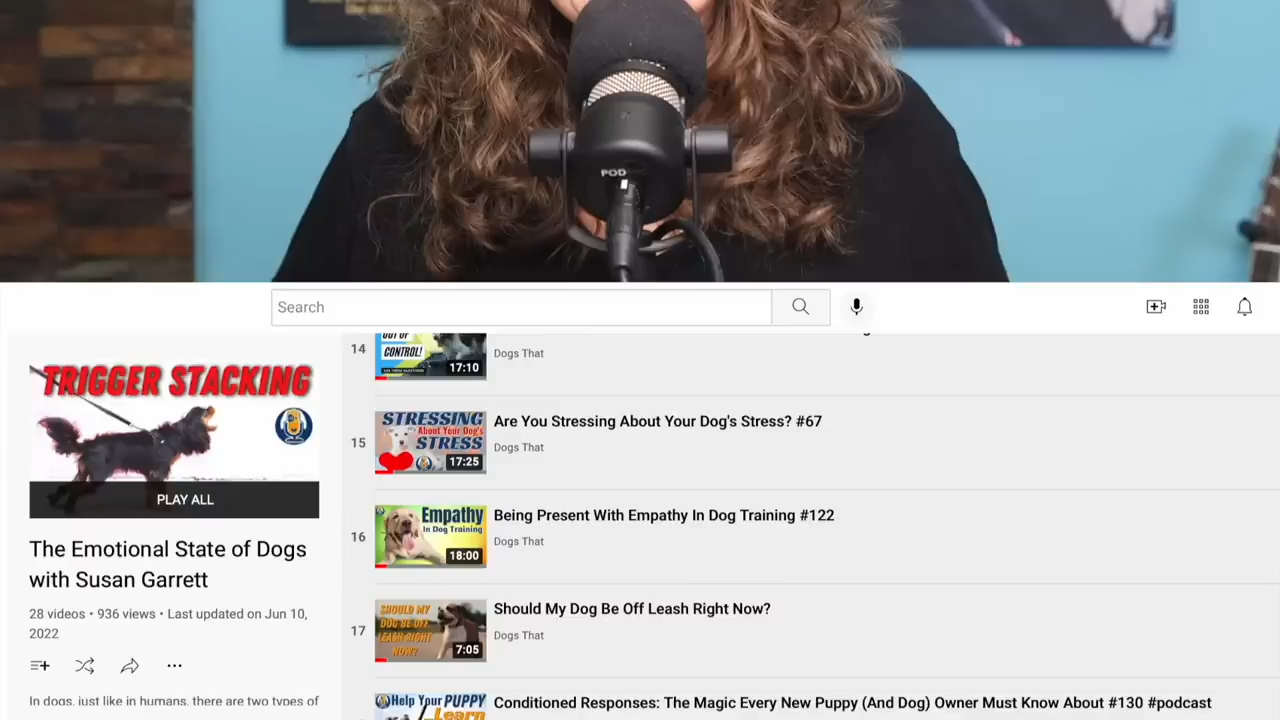 POD
Search
TRIGGER STACKING
PLAY ALL
The Emotional State of Dogs
with Susan Garrett
28 videos • 936 views • Last updated on Jun 10,
2022
In dogs, just like in humans, there are two types of
14
CONTROL!
17:10
Dogs That
15
STRESSING
About Your Dog's
STRESS
17:25
Are You Stressing About Your Dog's Stress? #67
Dogs That
16
Empathy
In Dog Training
18:00
Being Present With Empathy In Dog Training #122
Dogs That
17
SHOULD MY
DOG BE OFF
LEASH RIGHT
NOW?
7:05
Should My Dog Be Off Leash Right Now?
Dogs That
Help Your PUPPY
Learn
Conditioned Responses: The Magic Every New Puppy (And Dog) Owner Must Know About #130 #podcast